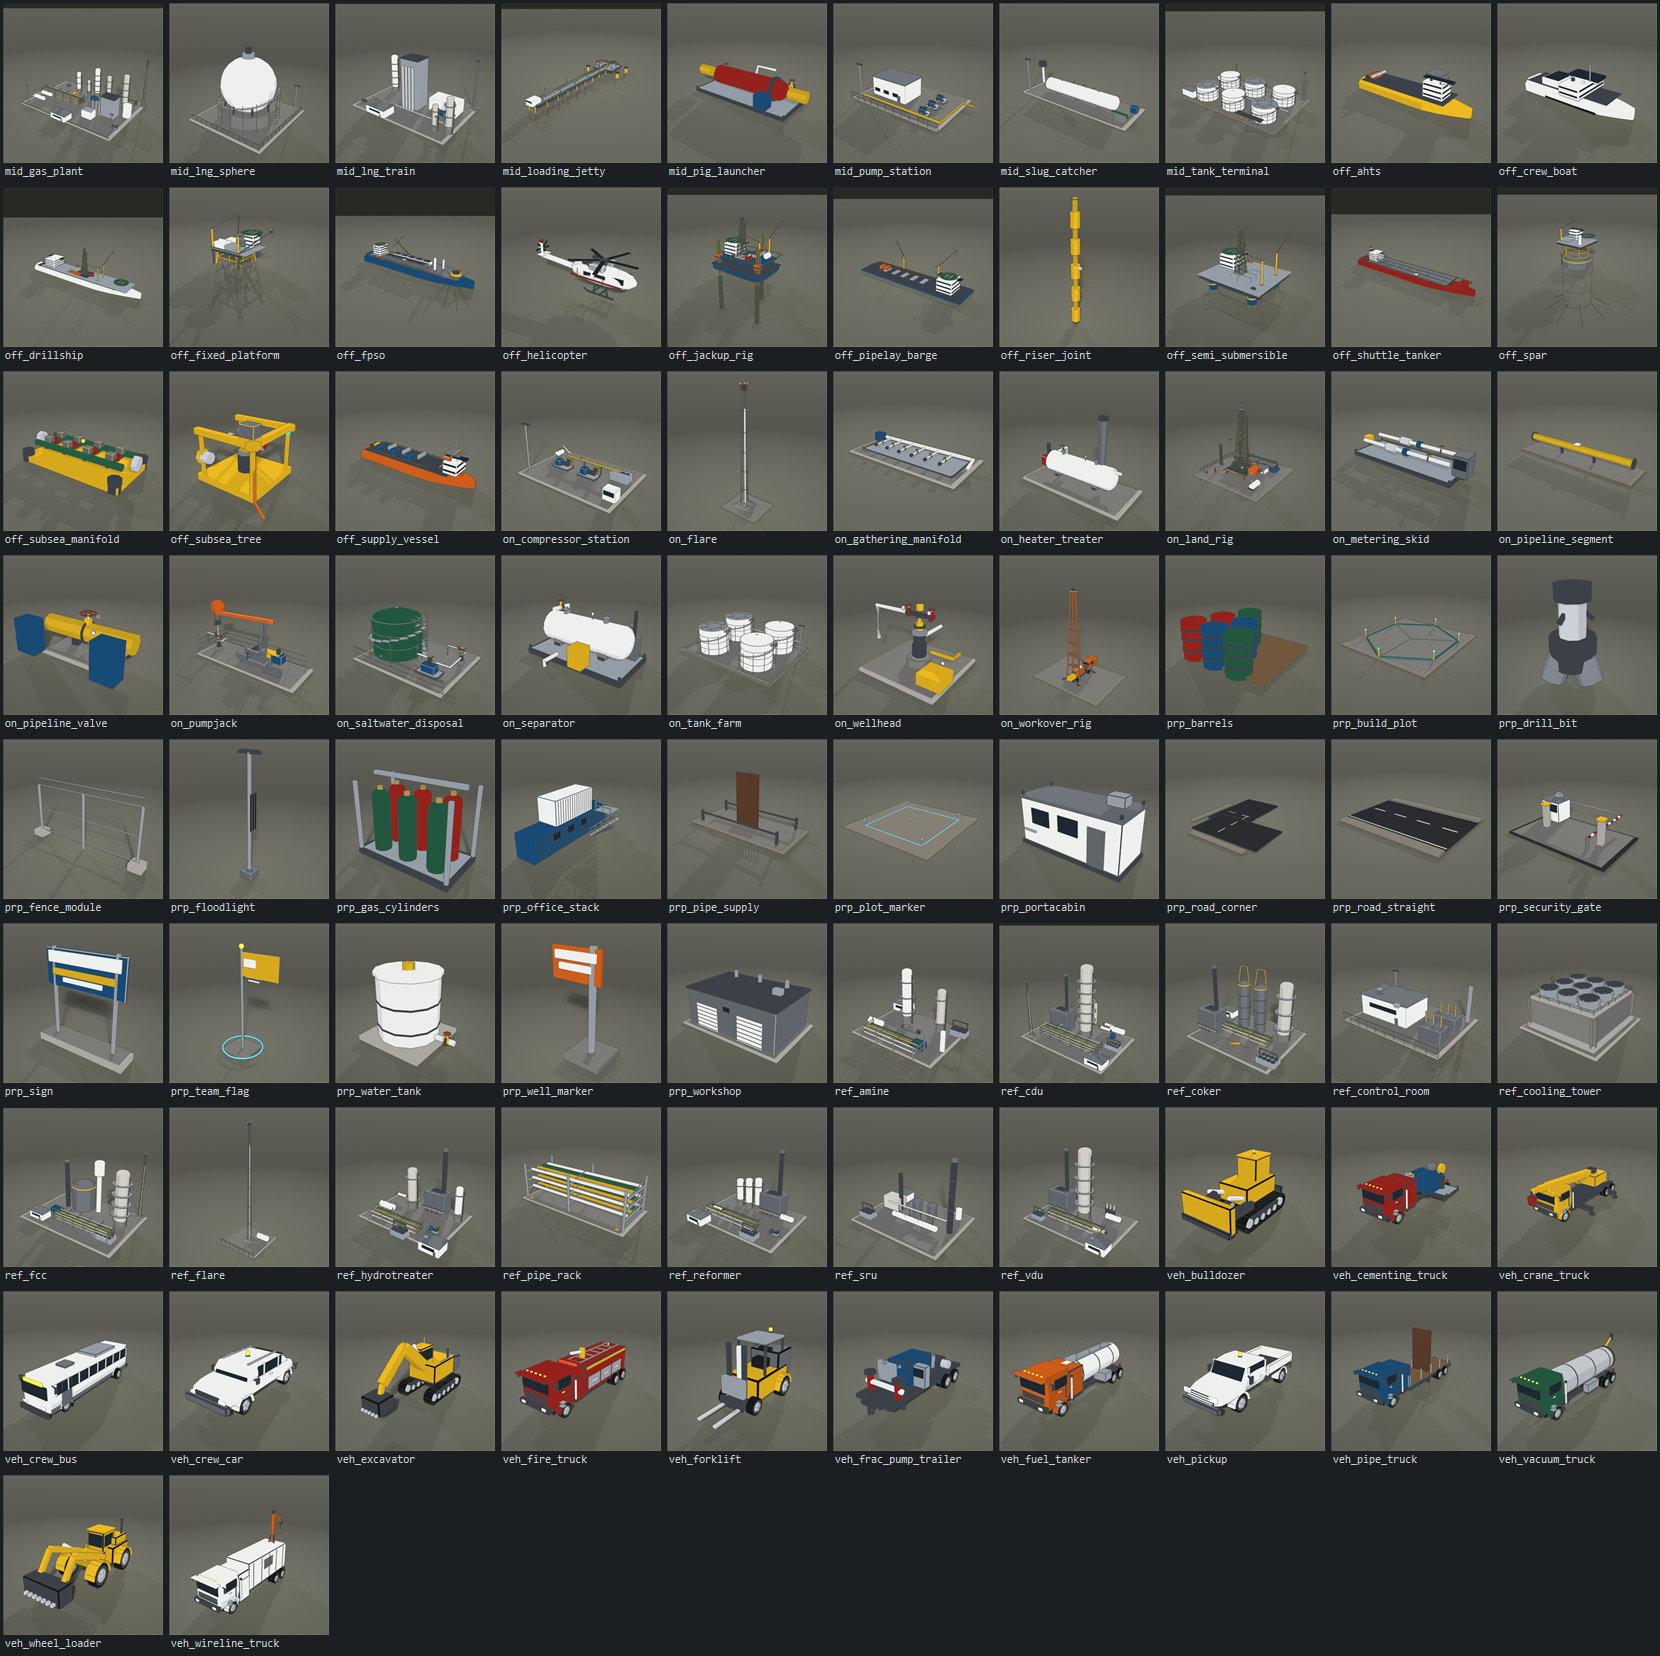 mid_gas_plant
mid_lng_sphere
mid_lng_train
mid_loading_jetty
mid_pig_launcher
mid_pump_station
mid_slug_catcher
mid_tank_terminal
off_ahts
off_crew_boat
off_drillship
off_fixed_platform
off_fpso
off_helicopter
off_jackup_rig
off_pipelay_barge
off_riser_joint
off_semi_submersible
off_shuttle_tanker
off_spar
off_subsea_manifold
off_subsea_tree
off_supply_vessel
on_compressor_station
on_flare
on_gathering_manifold
on_heater_treater
on_land_rig
on_metering_skid
on_pipeline_segment
on_pipeline_valve
on_pumpjack
on_saltwater_disposal
on_separator
on_tank_farm
on_wellhead
on_workover_rig
prp_barrels
prp_build_plot
prp_drill_bit
prp_fence_module
prp_floodlight
prp_gas_cylinders
prp_office_stack
prp_pipe_supply
prp_plot_marker
prp_portacabin
prp_road_corner
prp_road_straight
prp_security_gate
prp_sign
prp_team_flag
prp_water_tank
prp_well_marker
prp_workshop
ref_amine
ref_cdu
ref_coker
ref_control_room
ref_cooling_tower
ref_fcc
ref_flare
ref_hydrotreater
ref_pipe_rack
ref_reformer
ref_sru
ref_vdu
veh_bulldozer
veh_cementing_truck
veh_crane_truck
veh_crew_bus
veh_crew_car
veh_excavator
veh_fire_truck
veh_forklift
veh_frac_pump_trailer
veh_fuel_tanker
veh_pickup
veh_pipe_truck
veh_vacuum_truck
veh_wheel_loader
veh_wireline_truck